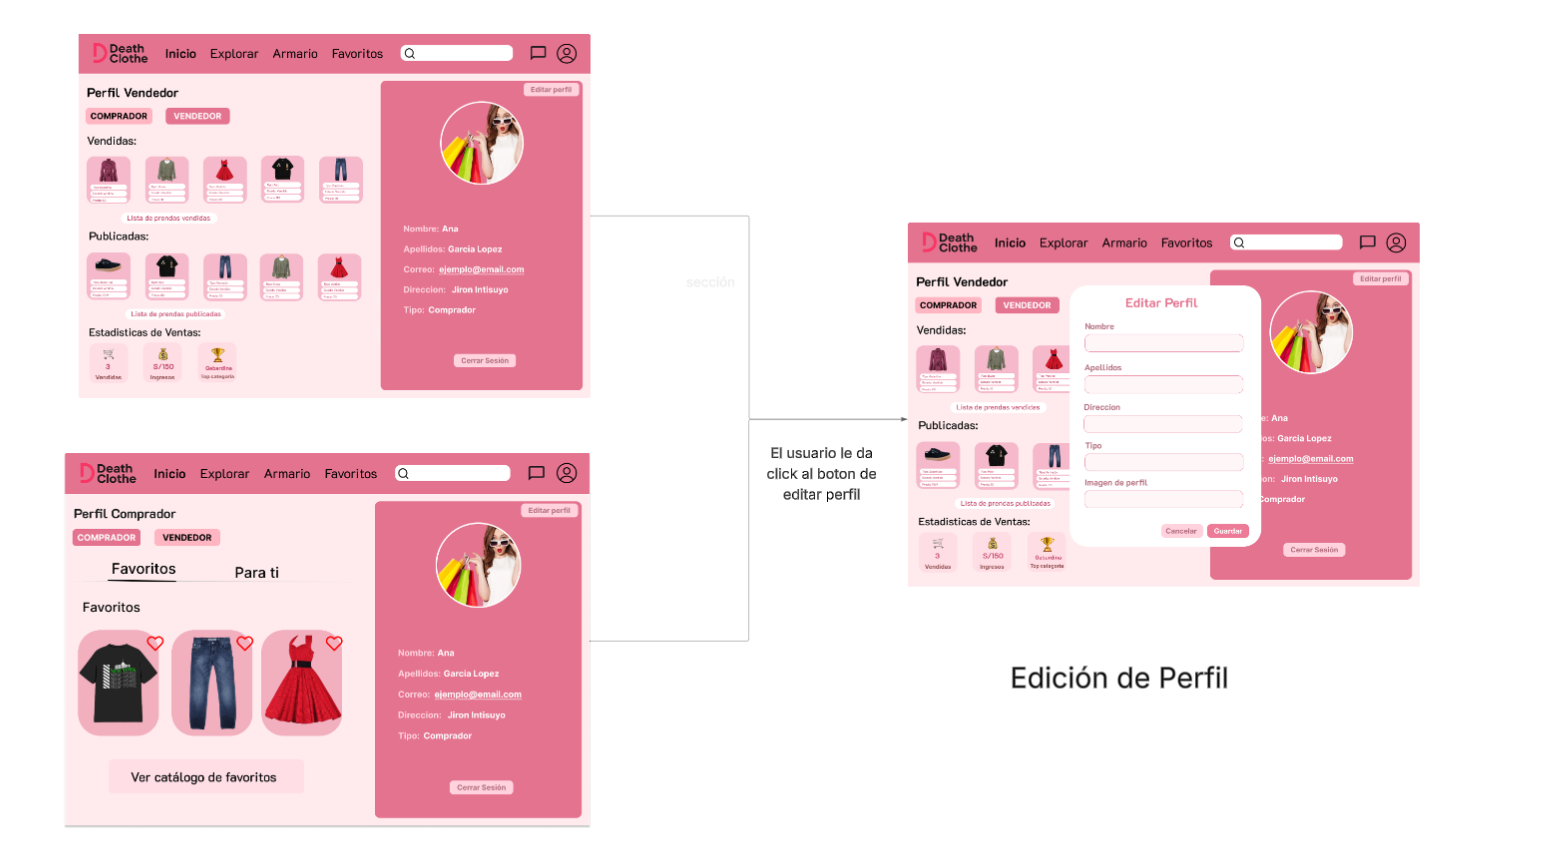 Death
Clothe
Inicio Explorar Armario Favoritos
Perfil Vendedor
Editar perfil
COMPRADOR VENDEDOR
Vendidas:
Lista de prendas vendidas
Publicadas:
Lista de prendas publicadas
Estadisticas de Ventas:
3
Vendidas
S/150
Ingresos
Gabardina
Top categoria
Nombre: Ana
Apellidos: Garcia Lopez
Correo: ejemplo@email.com
Direccion: Jiron Intisuyo
Tipo: Comprador
Cerrar Sesión
sección
Death
Clothe
Inicio Explorar Armario Favoritos
Perfil Comprador
Editar perfil
COMPRADOR VENDEDOR
Favoritos Para ti
Favoritos
Ver catálogo de favoritos
Nombre: Ana
Apellidos: Garcia Lopez
Correo: ejemplo@email.com
Direccion: Jiron Intisuyo
Tipo: Comprador
Cerrar Sesión
El usuario le da
click al boton de
editar perfil
Death
Clothe
Inicio Explorar Armario Favoritos
Perfil Vendedor
Editar perfil
COMPRADOR VENDEDOR
Vendidas:
Lista de prendas vendidas
Publicadas:
Lista de prendas publicadas
Estadisticas de Ventas:
3
Vendidas
S/150
Ingresos
Gabardina
Top categoria
Editar Perfil
Nombre
Apellidos
Direccion
Tipo
Imagen de perfil
Cancelar Guardar
e: Ana
os: Garcia Lopez
: ejemplo@email.com
ion: Jiron Intisuyo
Comprador
Cerrar Sesión
Edición de Perfil